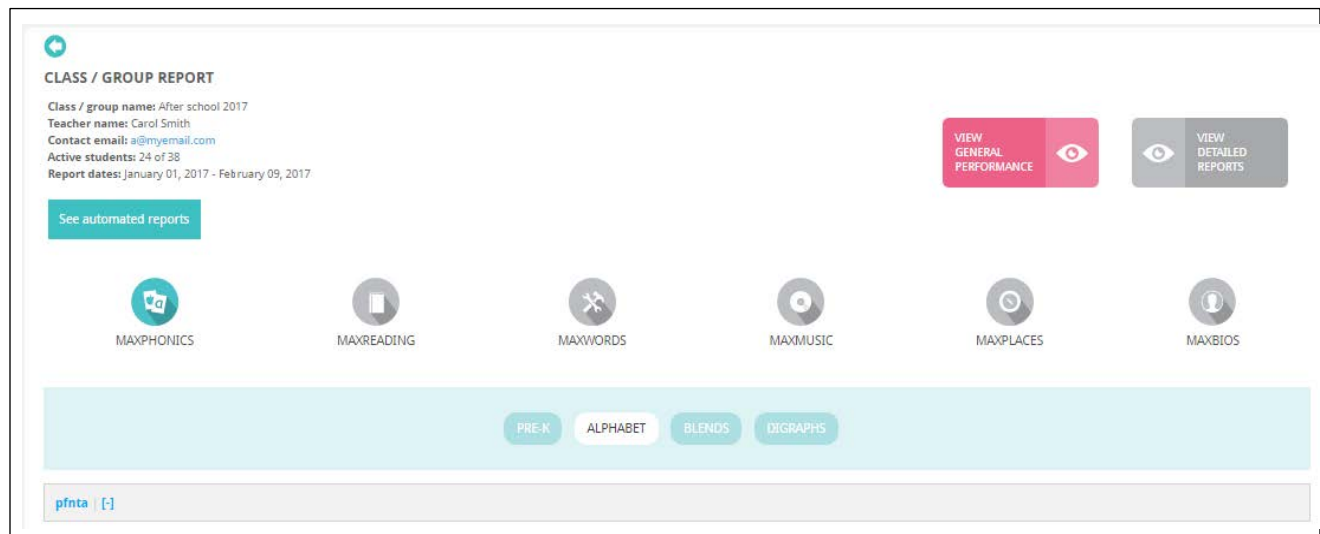 CLASS / GROUP REPORT
Class / group name: After school 2017
Teacher name: Carol Smith
Contact email: a@myemail.com
Active students: 24 of 38
Report dates: January 01, 2017 - February 09, 2017
VIEW
GENERAL
PERFORMANCE
VIEW
DETAILED
REPORTS
See automated reports
MAXPHONICS
MAXREADING
MAXWORDS
MAXMUSIC
MAXPLACES
MAXBIOS
PRE-K
ALPHABET
BLENDS
DIGRAPHS
pfnta | [-]